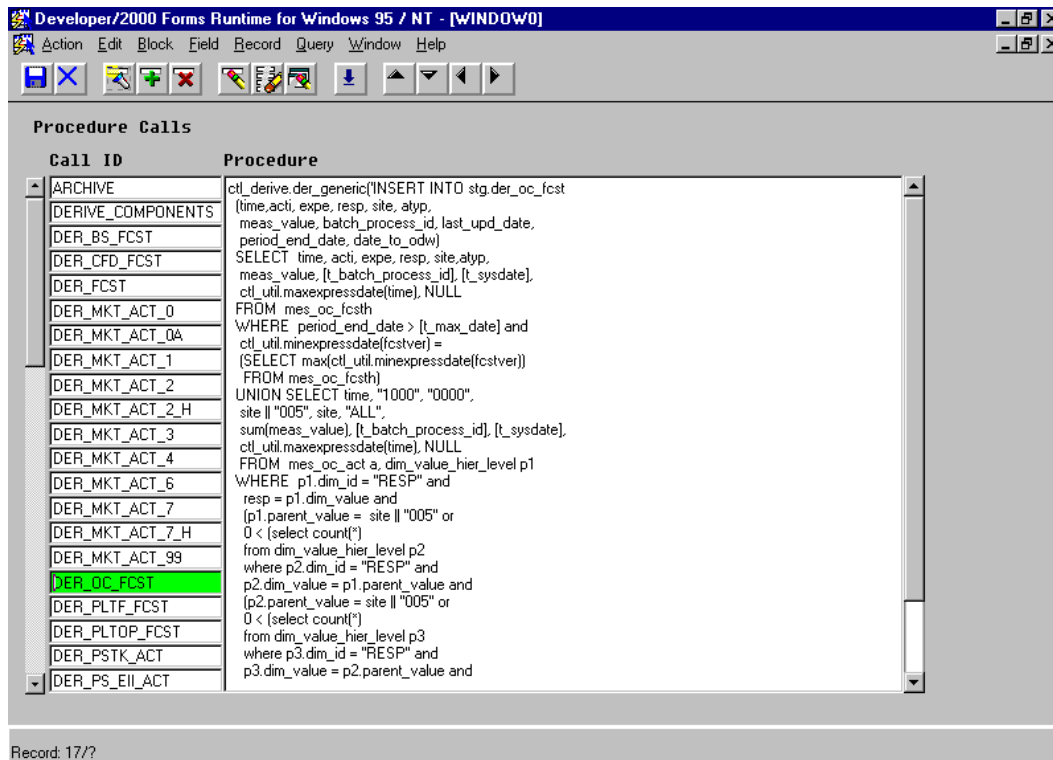 Developer/2000 Forms Runtime for Windows 95 / NT - [WINDOW0]
Action Edit Block Field Record Query Window Help
Procedure Calls
Call ID Procedure
ARCHIVE
DERIVE_COMPONENTS
DER_BS_FCST
DER_CFD_FCST
DER_FCST
DER_MKT_ACT_0
DER_MKT_ACT_0A
DER_MKT_ACT_1
DER_MKT_ACT_2
DER_MKT_ACT_2_H
DER_MKT_ACT_3
DER_MKT_ACT_4
DER_MKT_ACT_6
DER_MKT_ACT_7
DER_MKT_ACT_7_H
DER_MKT_ACT_99
DER_OC_FCST
DER_PLTF_FCST
DER_PLTOP_FCST
DER_PSTK_ACT
DER_PS_EII_ACT
ctl_derive.der_generic('INSERT INTO stg.der_oc_fcst
(time,acti, expe, resp, site, atyp,
meas_value, batch_process_id, last_upd_date,
period_end_date, date_to_odw)
SELECT time, acti, expe, resp, site,atyp,
meas_value, [t_batch_process_id], [t_sysdate],
ctl_util.maxexpressdate(time), NULL
FROM mes_oc_fcsth
WHERE period_end_date > [t_max_date] and
ctl_util.minexpressdate(fcstver) =
(SELECT max(ctl_util.minexpressdate(fcstver))
FROM mes_oc_fcsth)
UNION SELECT time, "1000", "0000",
site || "005", site, "ALL",
sum(meas_value), [t_batch_process_id], [t_sysdate],
ctl_util.maxexpressdate(time), NULL
FROM mes_oc_act a, dim_value_hier_level p1
WHERE p1.dim_id = "RESP" and
resp = p1.dim_value and
(p1.parent_value = site || "005" or
0 < (select count(*)
from dim_value_hier_level p2
where p2.dim_id = "RESP" and
p2.dim_value = p1.parent_value and
(p2.parent_value = site || "005" or
0 < (select count(*)
from dim_value_hier_level p3
where p3.dim_id = "RESP" and
p3.dim_value = p2.parent_value and
Record: 17/?